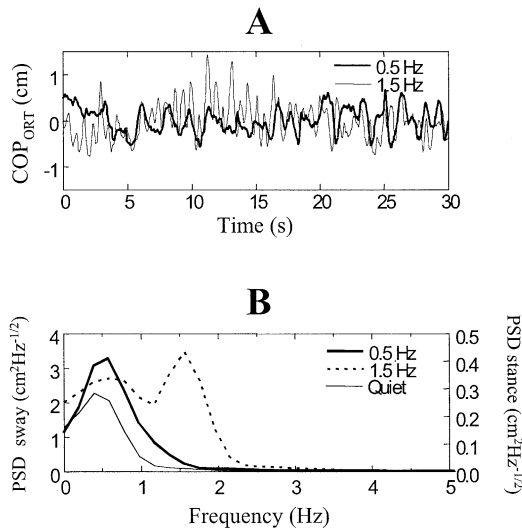 A
COP_ORT (cm)
1
0
-1
0.5 Hz
1.5 Hz
0 5 10 15 20 25 30
Time (s)
B
PSD sway (cm²Hz⁻¹/²)
4
3
2
1
0
0.5 Hz
1.5 Hz
Quiet
0.5
0.4
0.3
0.2
0.1
0.0
PSD stance (cm²Hz⁻¹/²)
0 1 2 3 4 5
Frequency (Hz)